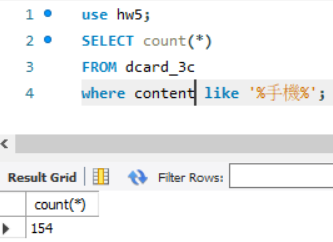 1 use hw5;
2 SELECT count(*)
3 FROM dcard_3c
4 where content like '%手機%';
Result Grid Filter Rows:
count(*)
154